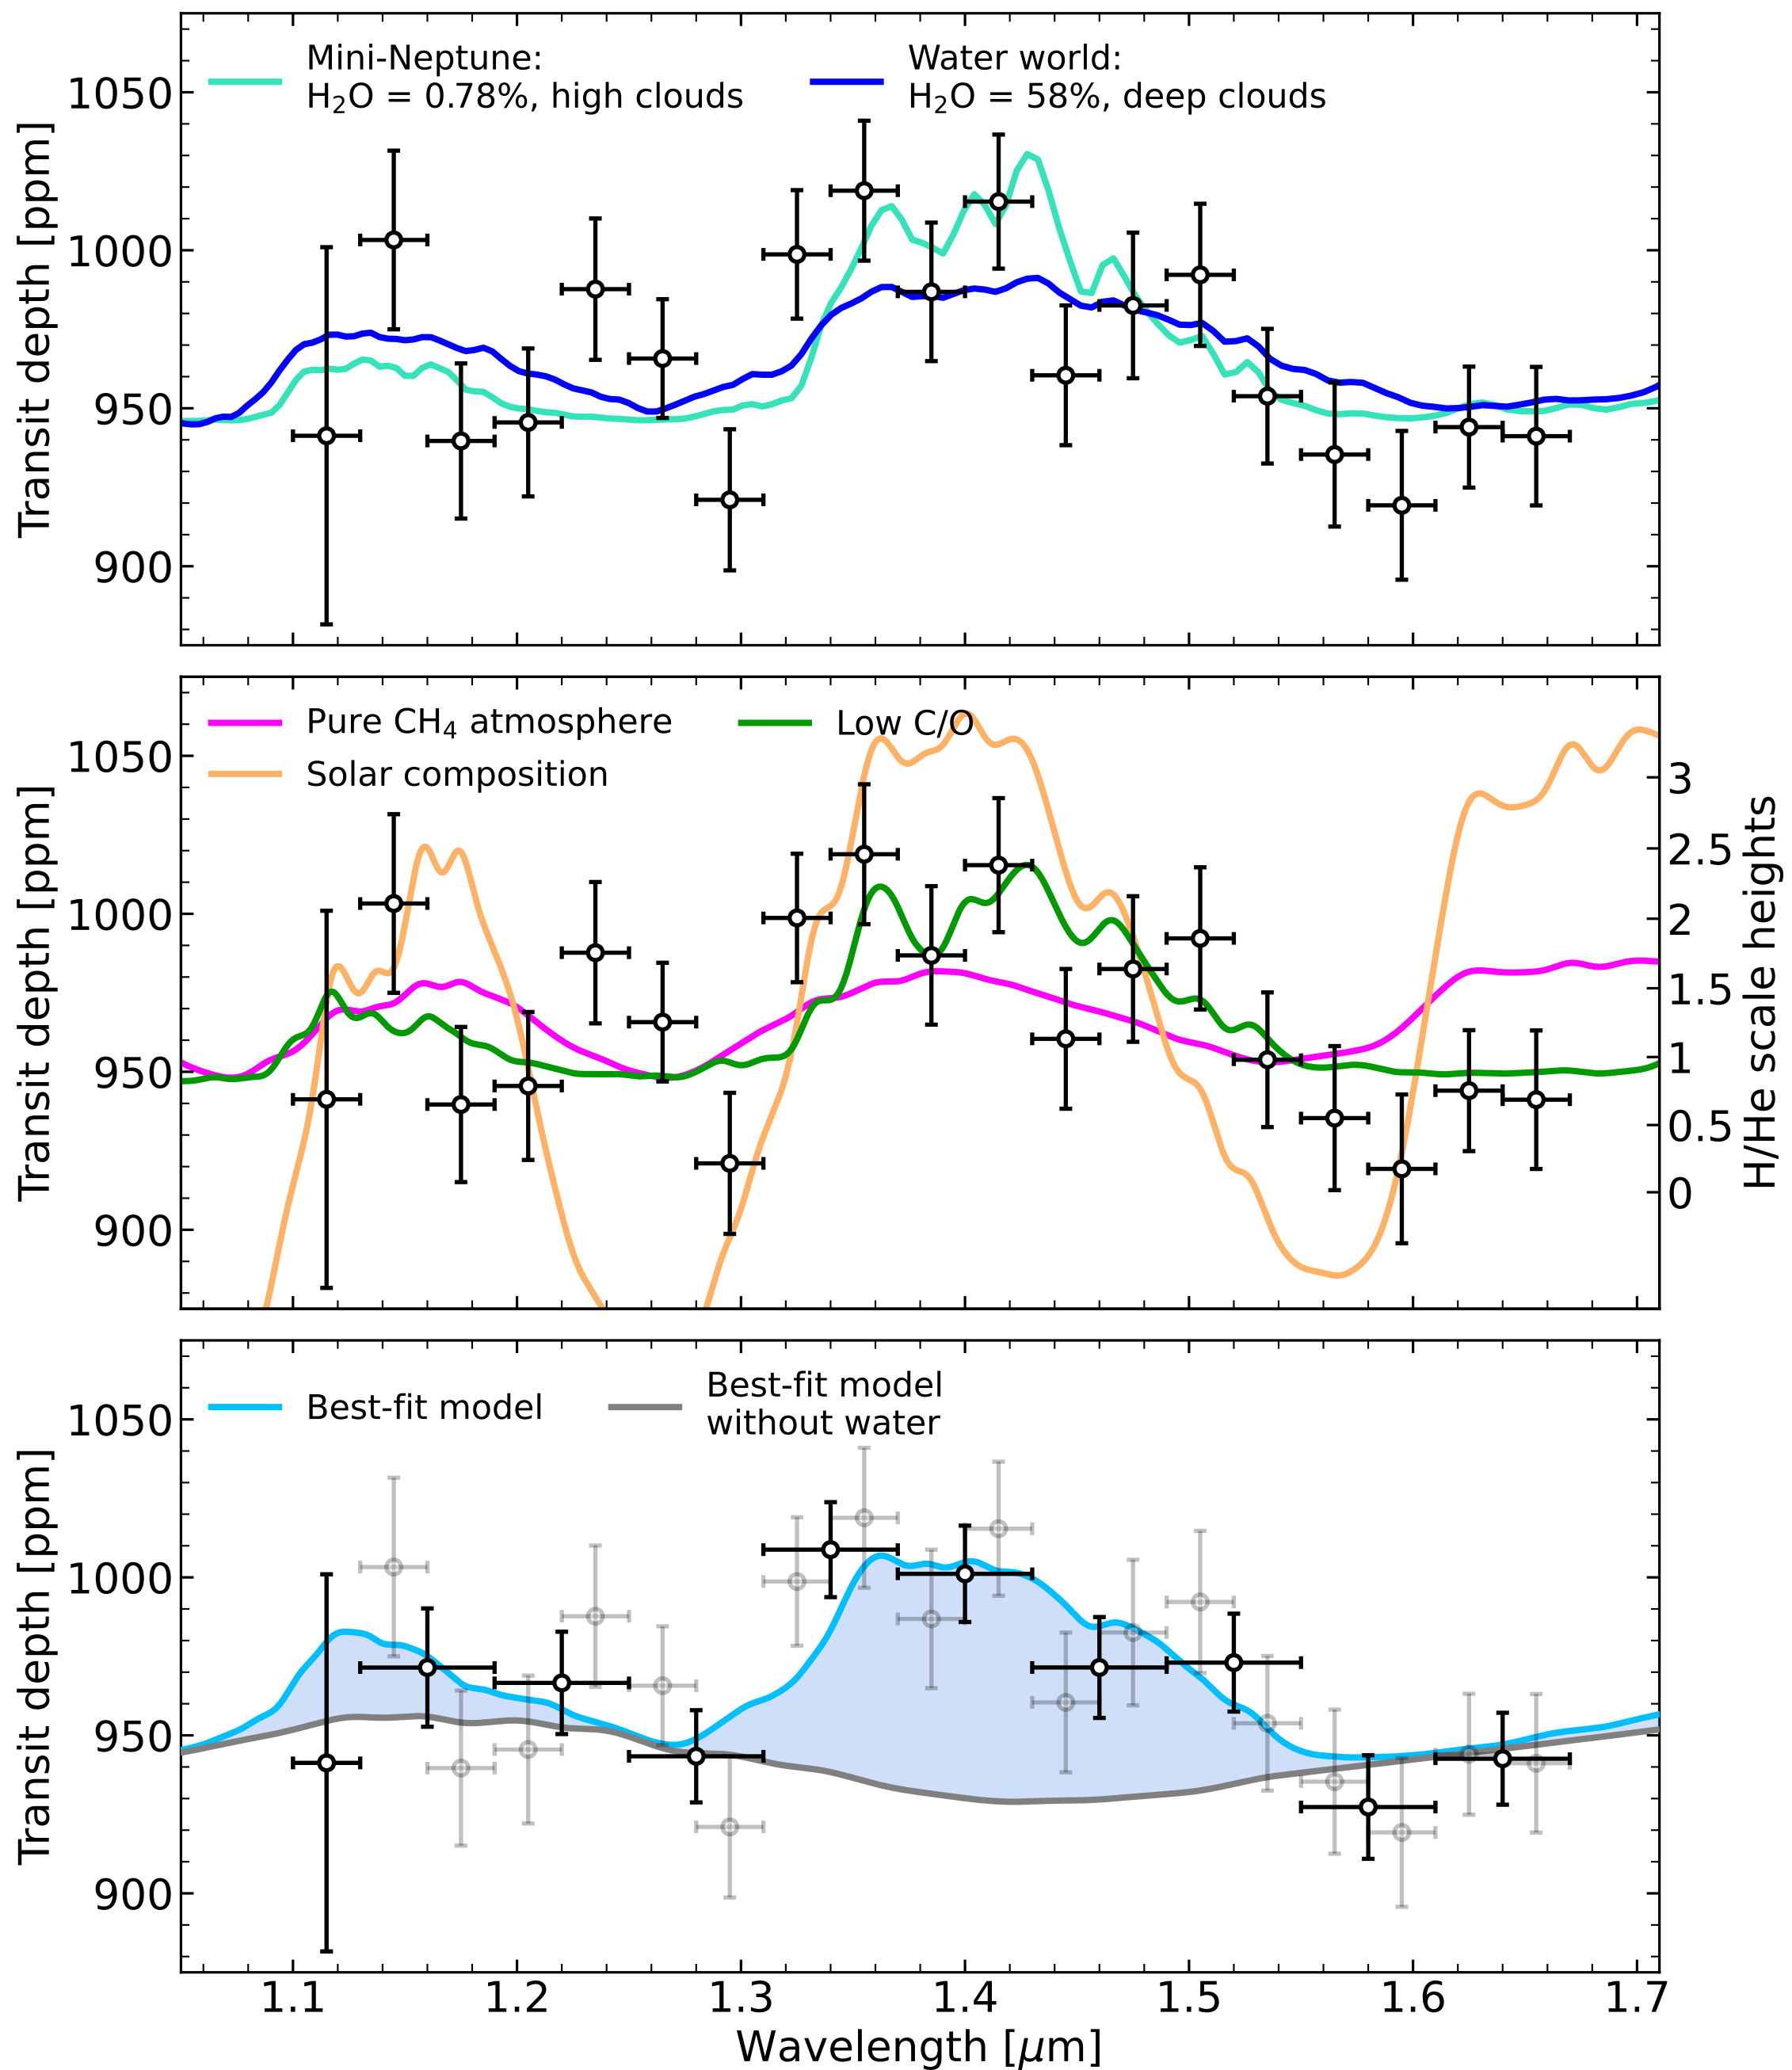 Mini-Neptune:
H₂O = 0.78%, high clouds
Water world:
H₂O = 58%, deep clouds
1050
1000
950
900
Transit depth [ppm]
Pure CH₄ atmosphere
Low C/O
Solar composition
1050
1000
950
900
Transit depth [ppm]
3
2.5
2
1.5
1
0.5
0
H/He scale heights
Best-fit model
Best-fit model
without water
1050
1000
950
900
Transit depth [ppm]
1.1 1.2 1.3 1.4 1.5 1.6 1.7
Wavelength [μm]